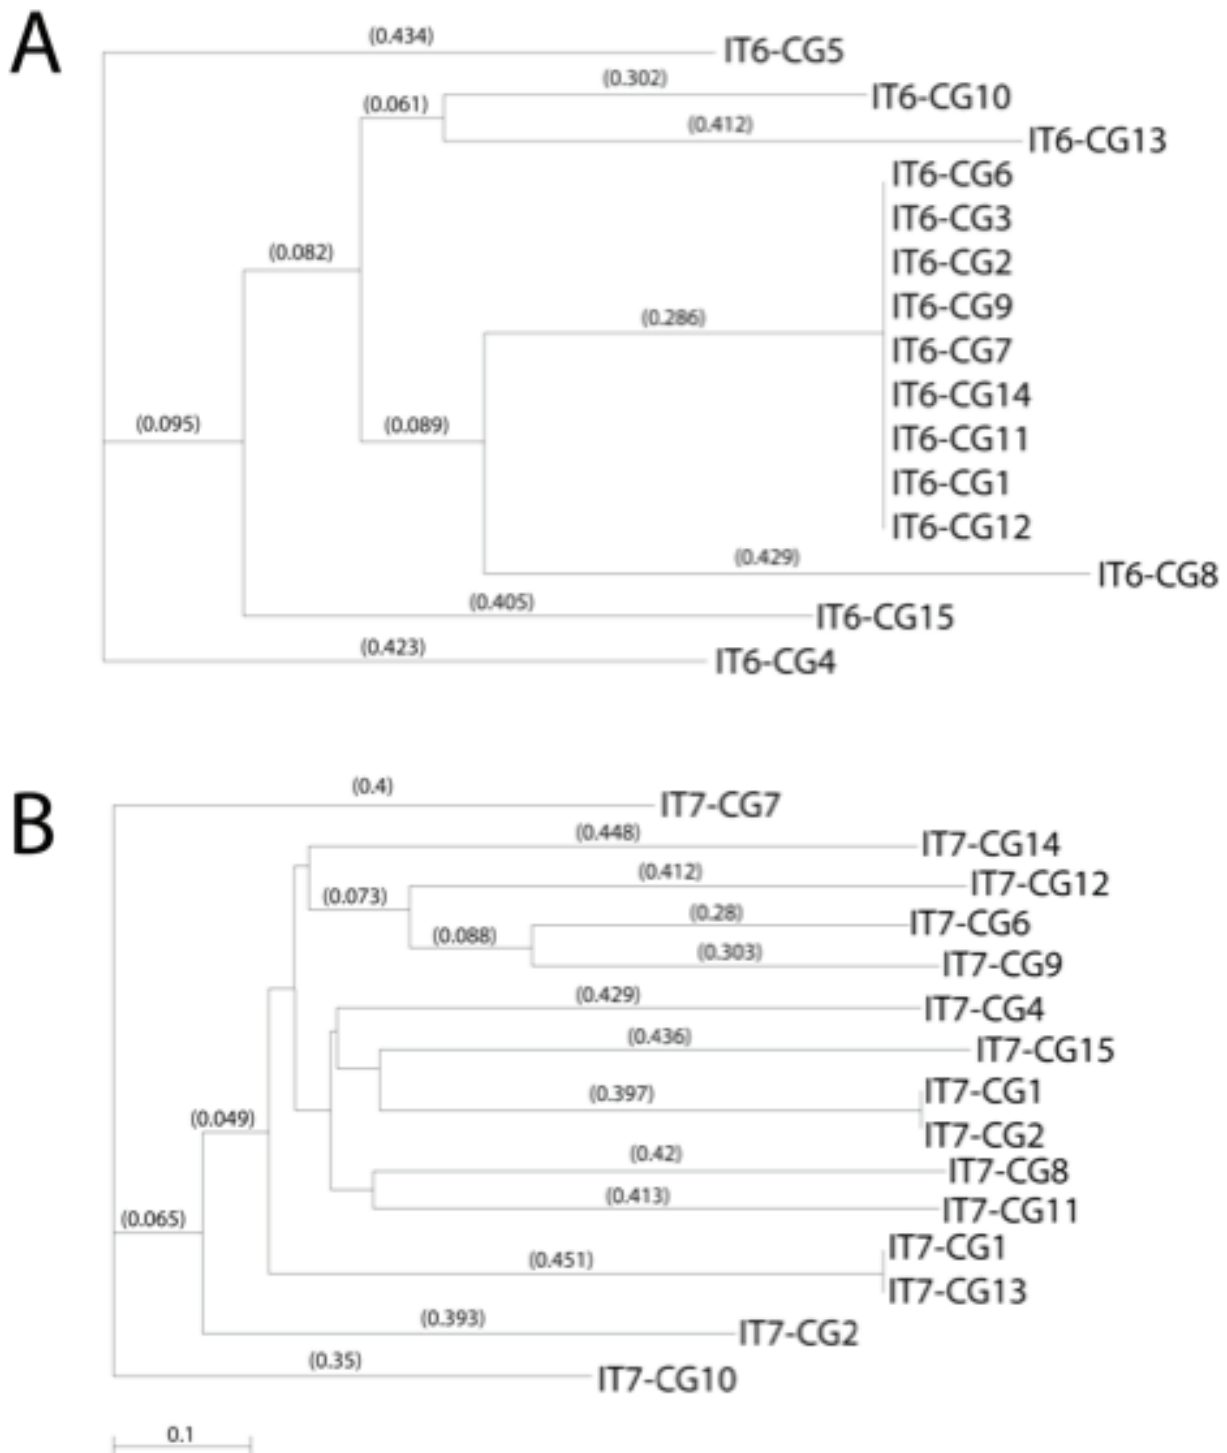 A
(0.434)
IT6-CG5
(0.302)
IT6-CG10
(0.061)
(0.412)
IT6-CG13
IT6-CG6
IT6-CG3
(0.082)
IT6-CG2
IT6-CG9
(0.286)
IT6-CG7
IT6-CG14
(0.095)
(0.089)
IT6-CG11
IT6-CG1
IT6-CG12
(0.429)
IT6-CG8
(0.405)
IT6-CG15
(0.423)
IT6-CG4
B
(0.4)
IT7-CG7
(0.448)
IT7-CG14
(0.412)
IT7-CG12
(0.073)
(0.28)
IT7-CG6
(0.088)
(0.303)
IT7-CG9
(0.429)
IT7-CG4
(0.436)
IT7-CG15
(0.397)
IT7-CG1
(0.049)
IT7-CG2
(0.42)
IT7-CG8
(0.413)
IT7-CG11
(0.065)
IT7-CG1
(0.451)
IT7-CG13
(0.393)
IT7-CG2
(0.35)
IT7-CG10
0.1